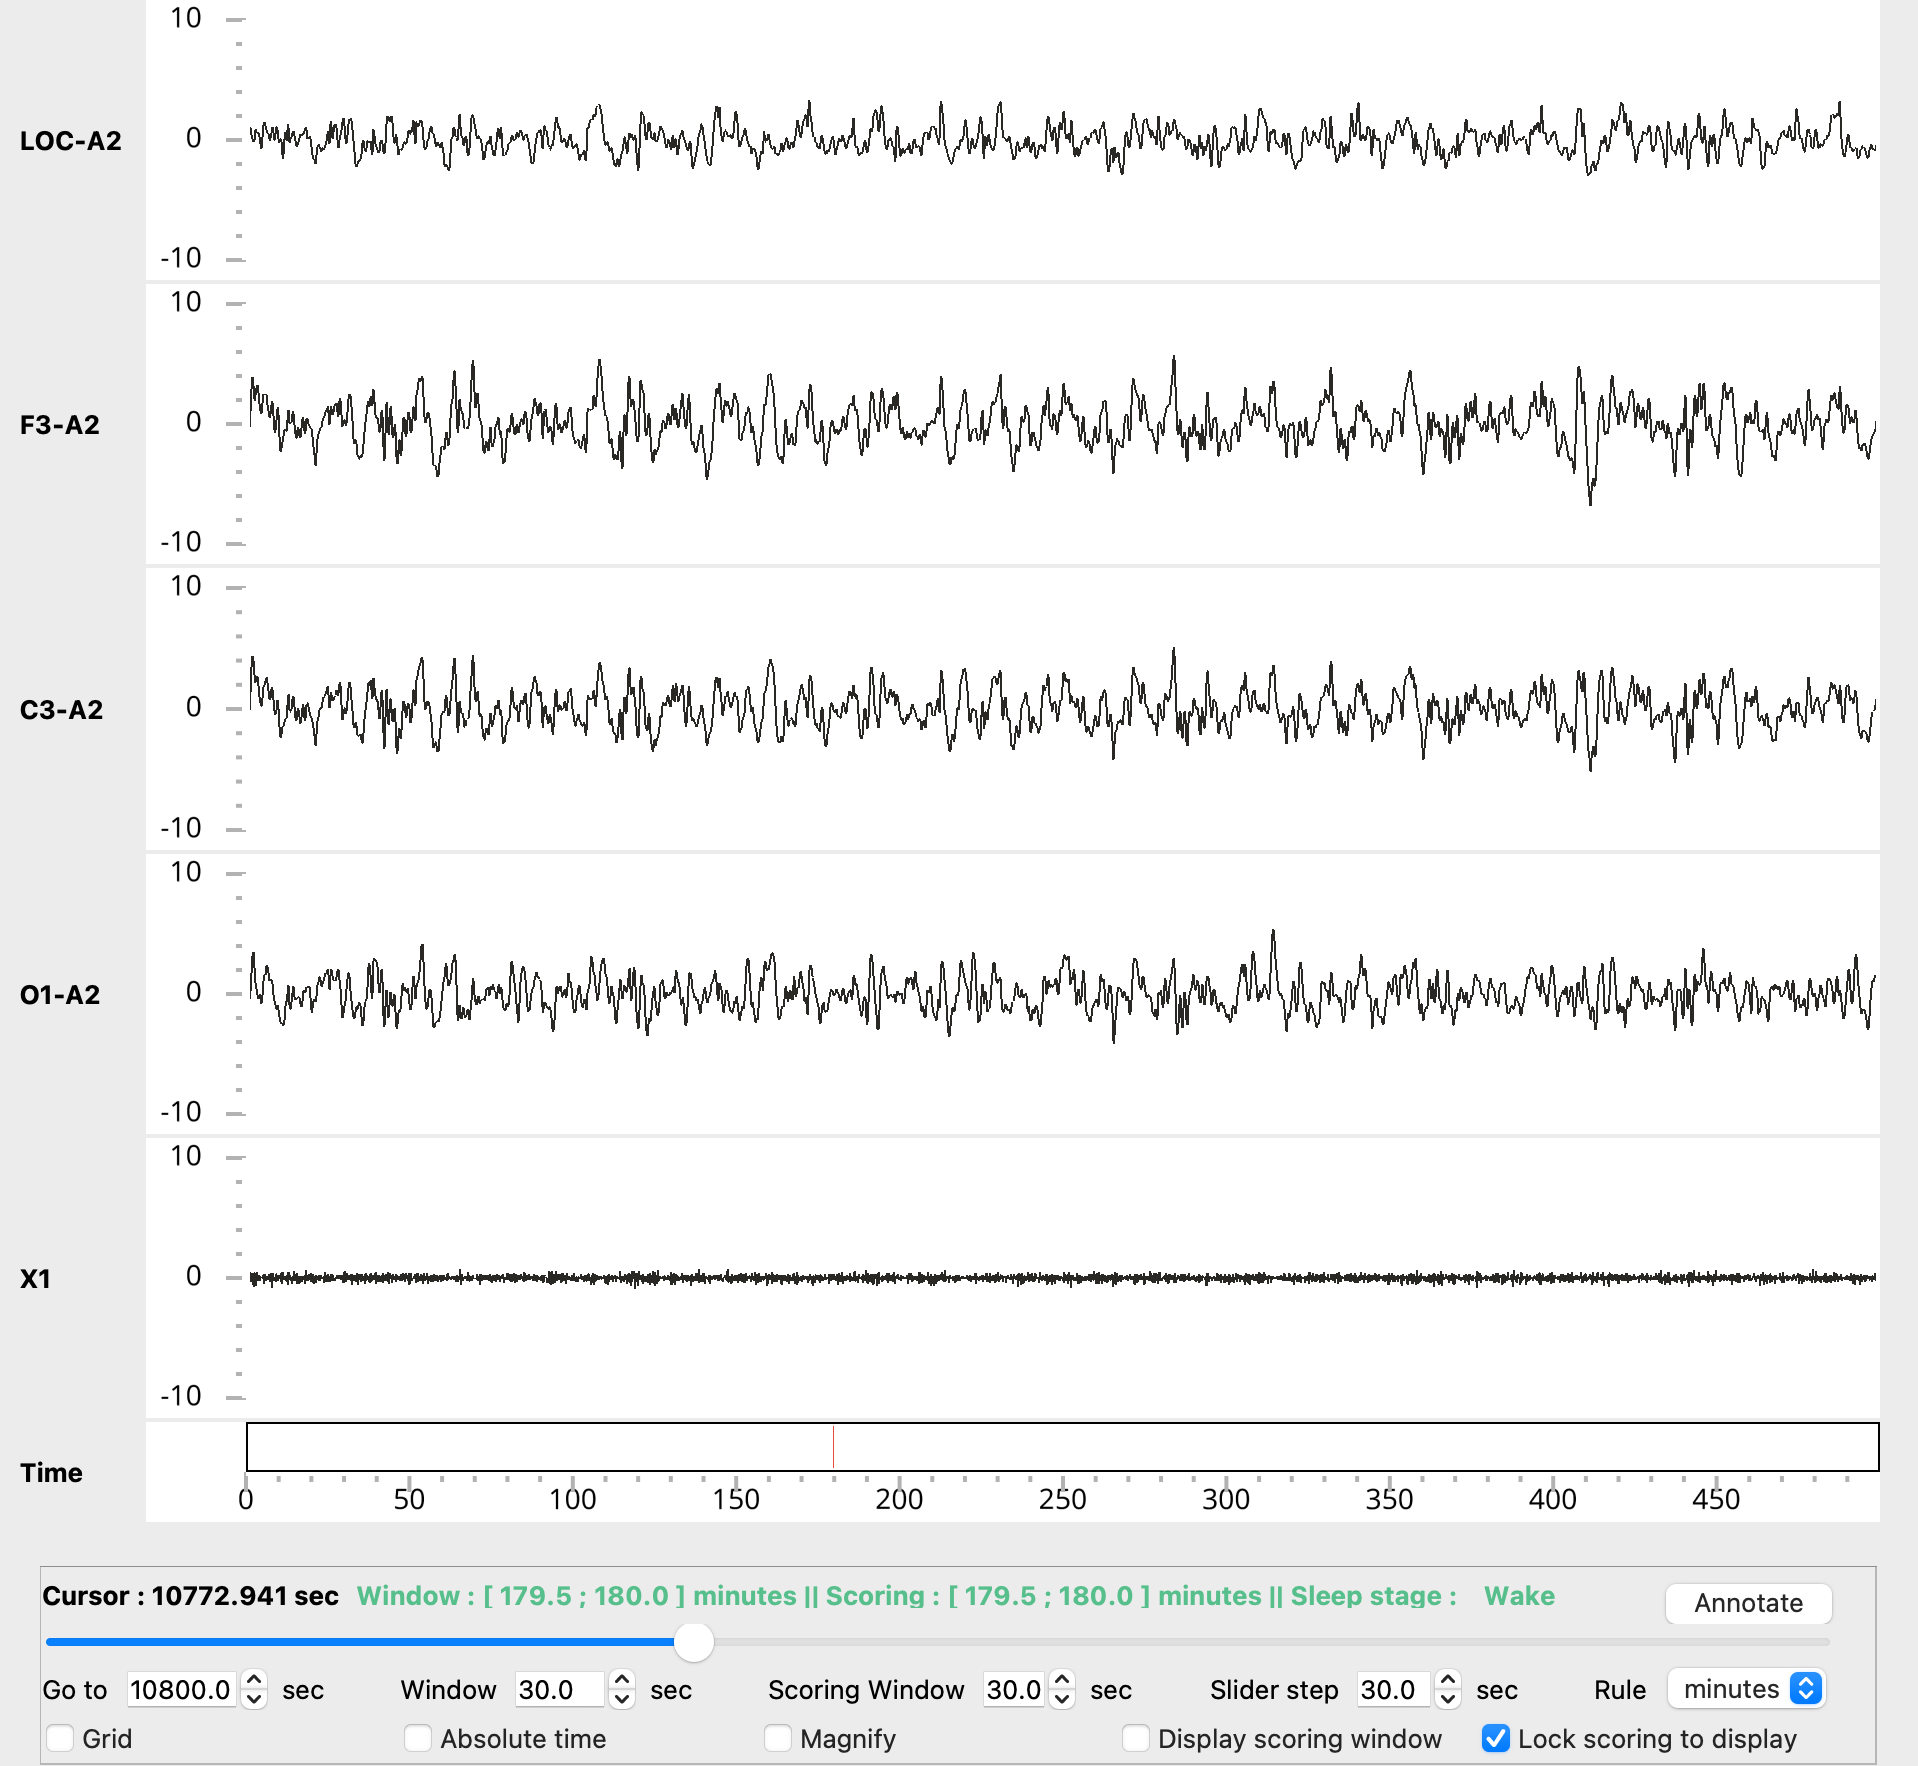 10
LOC-A2
0
-10
10
F3-A2
0
-10
10
C3-A2
0
-10
10
O1-A2
0
-10
10
X1
0
-10
Time
0 50 100 150 200 250 300 350 400 450
Cursor : 10772.941 sec Window : [ 179.5 ; 180.0 ] minutes || Scoring : [ 179.5 ; 180.0 ] minutes || Sleep stage : Wake Annotate
Go to 10800.0 sec Window 30.0 sec Scoring Window 30.0 sec Slider step 30.0 sec Rule minutes
Grid Absolute time Magnify Display scoring window Lock scoring to display